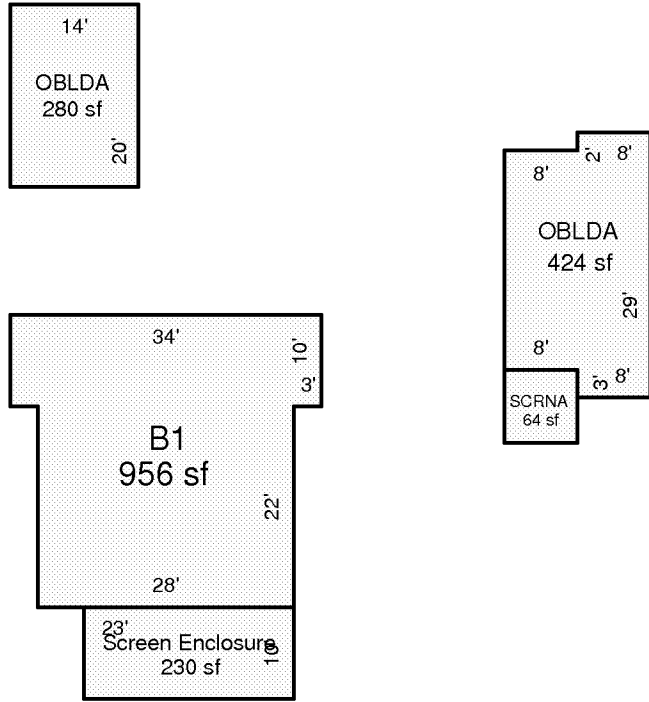 14'
OBLDA
280 sf
20'
8'
2'
8'
OBLDA
424 sf
29'
8'
3'
8'
SCRNA
64 sf
34'
10'
3'
B1
956 sf
22'
28'
23'
Screen Enclosure
10'
230 sf